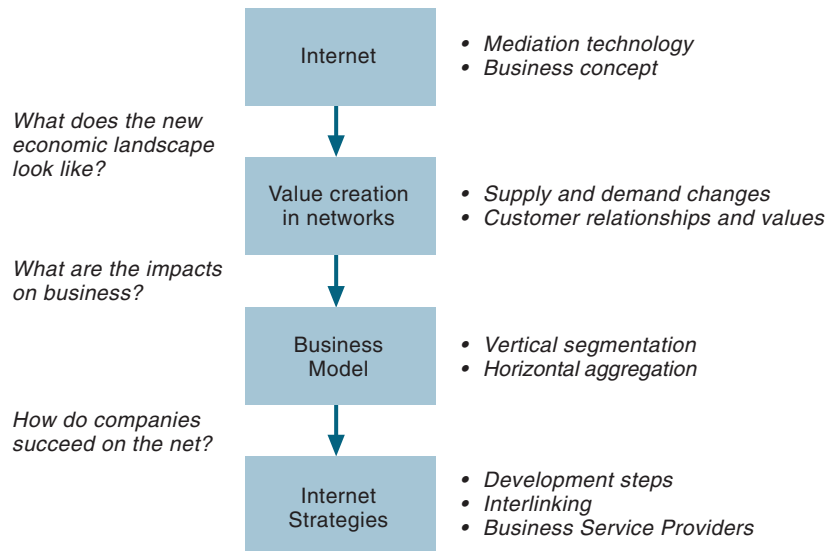 Internet
• Mediation technology
• Business concept
What does the new
economic landscape
look like?
Value creation
in networks
• Supply and demand changes
• Customer relationships and values
What are the impacts
on business?
Business
Model
• Vertical segmentation
• Horizontal aggregation
How do companies
succeed on the net?
Internet
Strategies
• Development steps
• Interlinking
• Business Service Providers